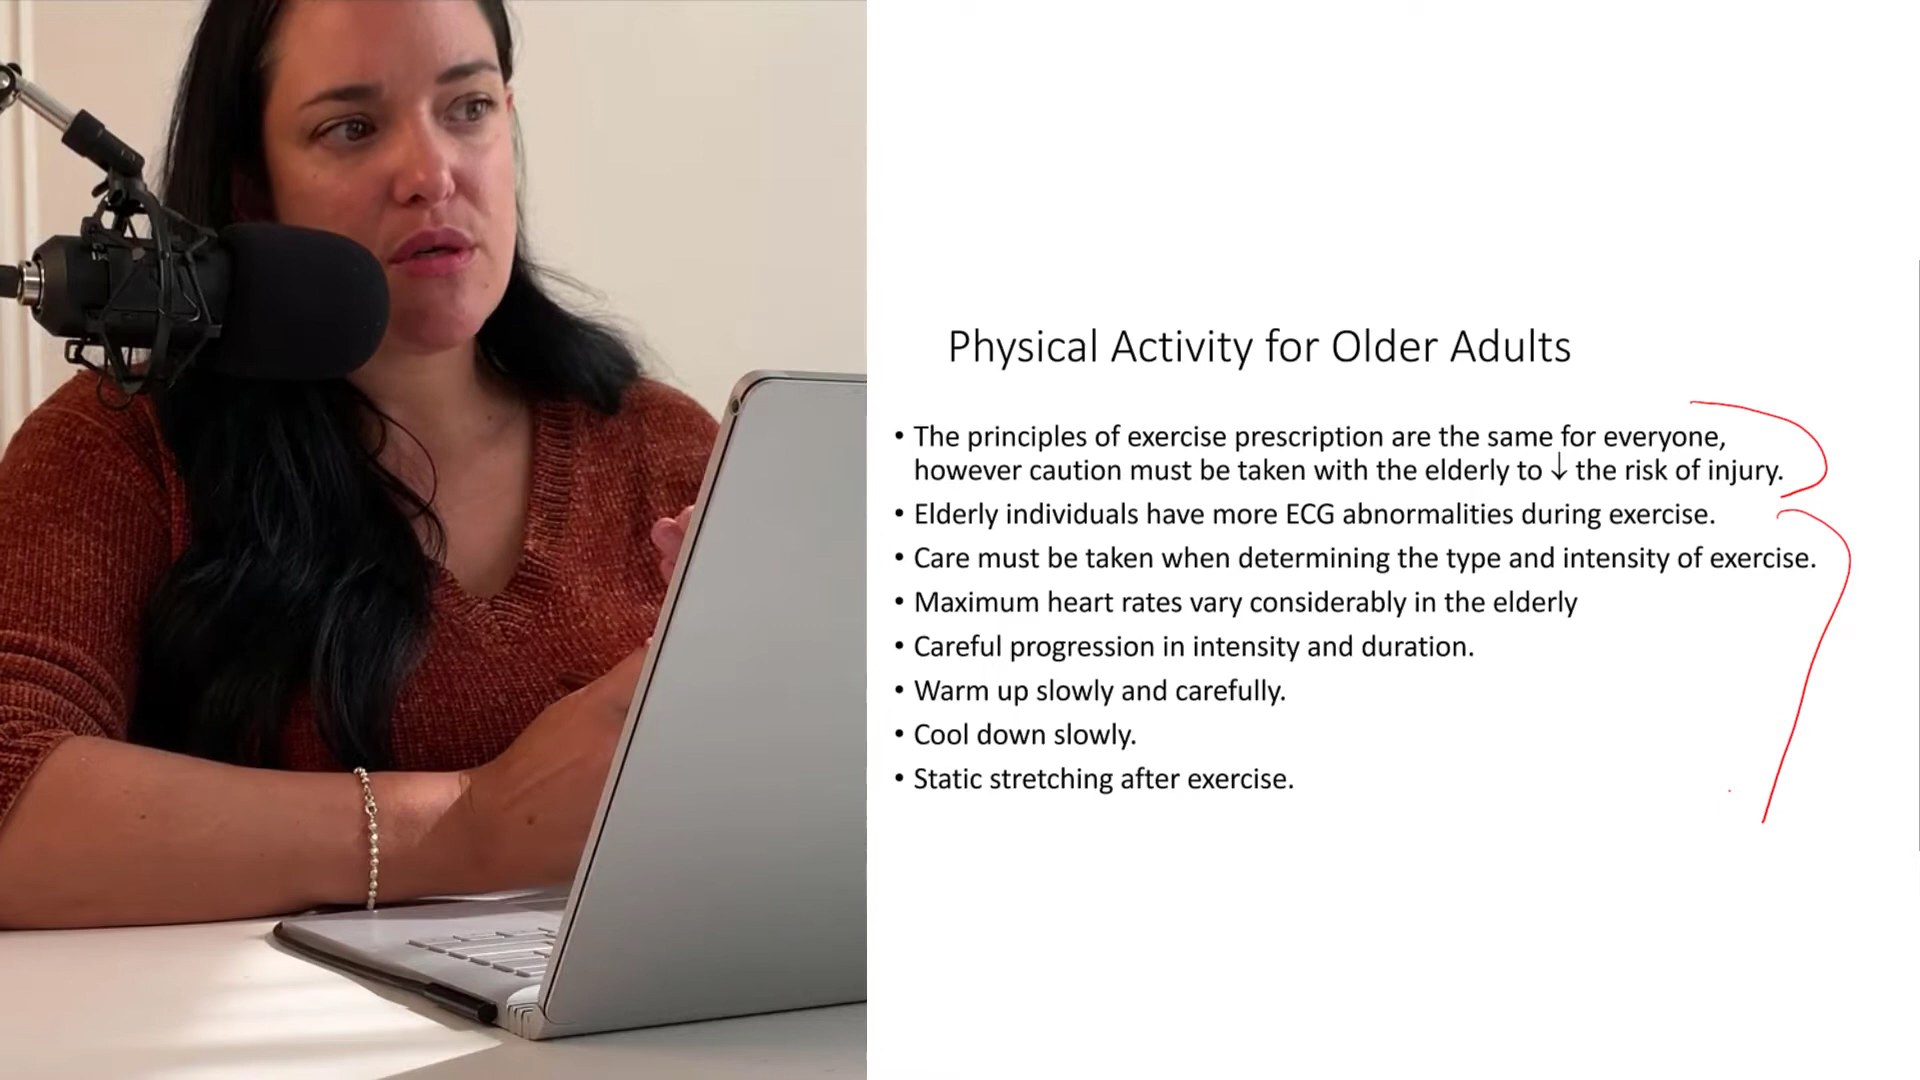 Physical Activity for Older Adults
• The principles of exercise prescription are the same for everyone,
however caution must be taken with the elderly to ↓ the risk of injury.
• Elderly individuals have more ECG abnormalities during exercise.
• Care must be taken when determining the type and intensity of exercise.
• Maximum heart rates vary considerably in the elderly
• Careful progression in intensity and duration.
• Warm up slowly and carefully.
• Cool down slowly.
• Static stretching after exercise.